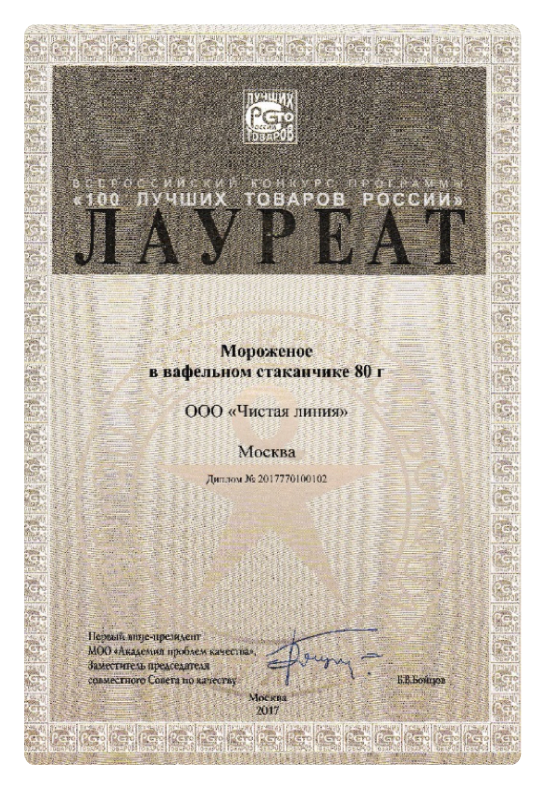 ЛУЧШИХ
РСТо
РОССИИ
ТОВАРОВ
ВСЕРОССИЙСКИЙ КОНКУРС ПРОГРАММЫ
«100 ЛУЧШИХ ТОВАРОВ РОССИИ»
ЛАУРЕАТ
Мороженое
в вафельном стаканчике 80 г
ООО «Чистая линия»
Москва
Диплом № 2017770100102
Первый вице-президент
МОО «Академия проблем качества»,
Заместитель председателя
совместного Совета по качеству
Б.В.Бойцов
Москва
2017